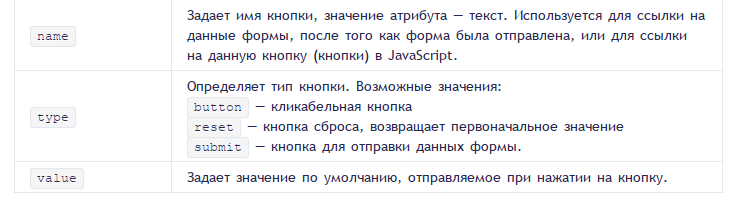 name
Задает имя кнопки, значение атрибута — текст. Используется для ссылки на
данные формы, после того как форма была отправлена, или для ссылки
на данную кнопку (кнопки) в JavaScript.
type
Определяет тип кнопки. Возможные значения:
button — кликабельная кнопка
reset — кнопка сброса, возвращает первоначальное значение
submit — кнопка для отправки данных формы.
value
Задает значение по умолчанию, отправляемое при нажатии на кнопку.